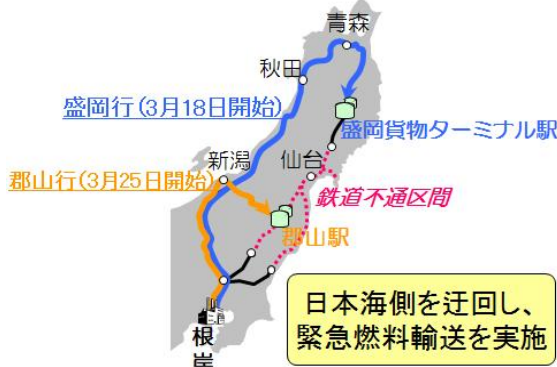 青森
秋田
盛岡行(3月18日開始)
盛岡貨物ターミナル駅
新潟
仙台
郡山行(3月25日開始)
鉄道不通区間
郡山駅
日本海側を迂回し、
緊急燃料輸送を実施
根
岸